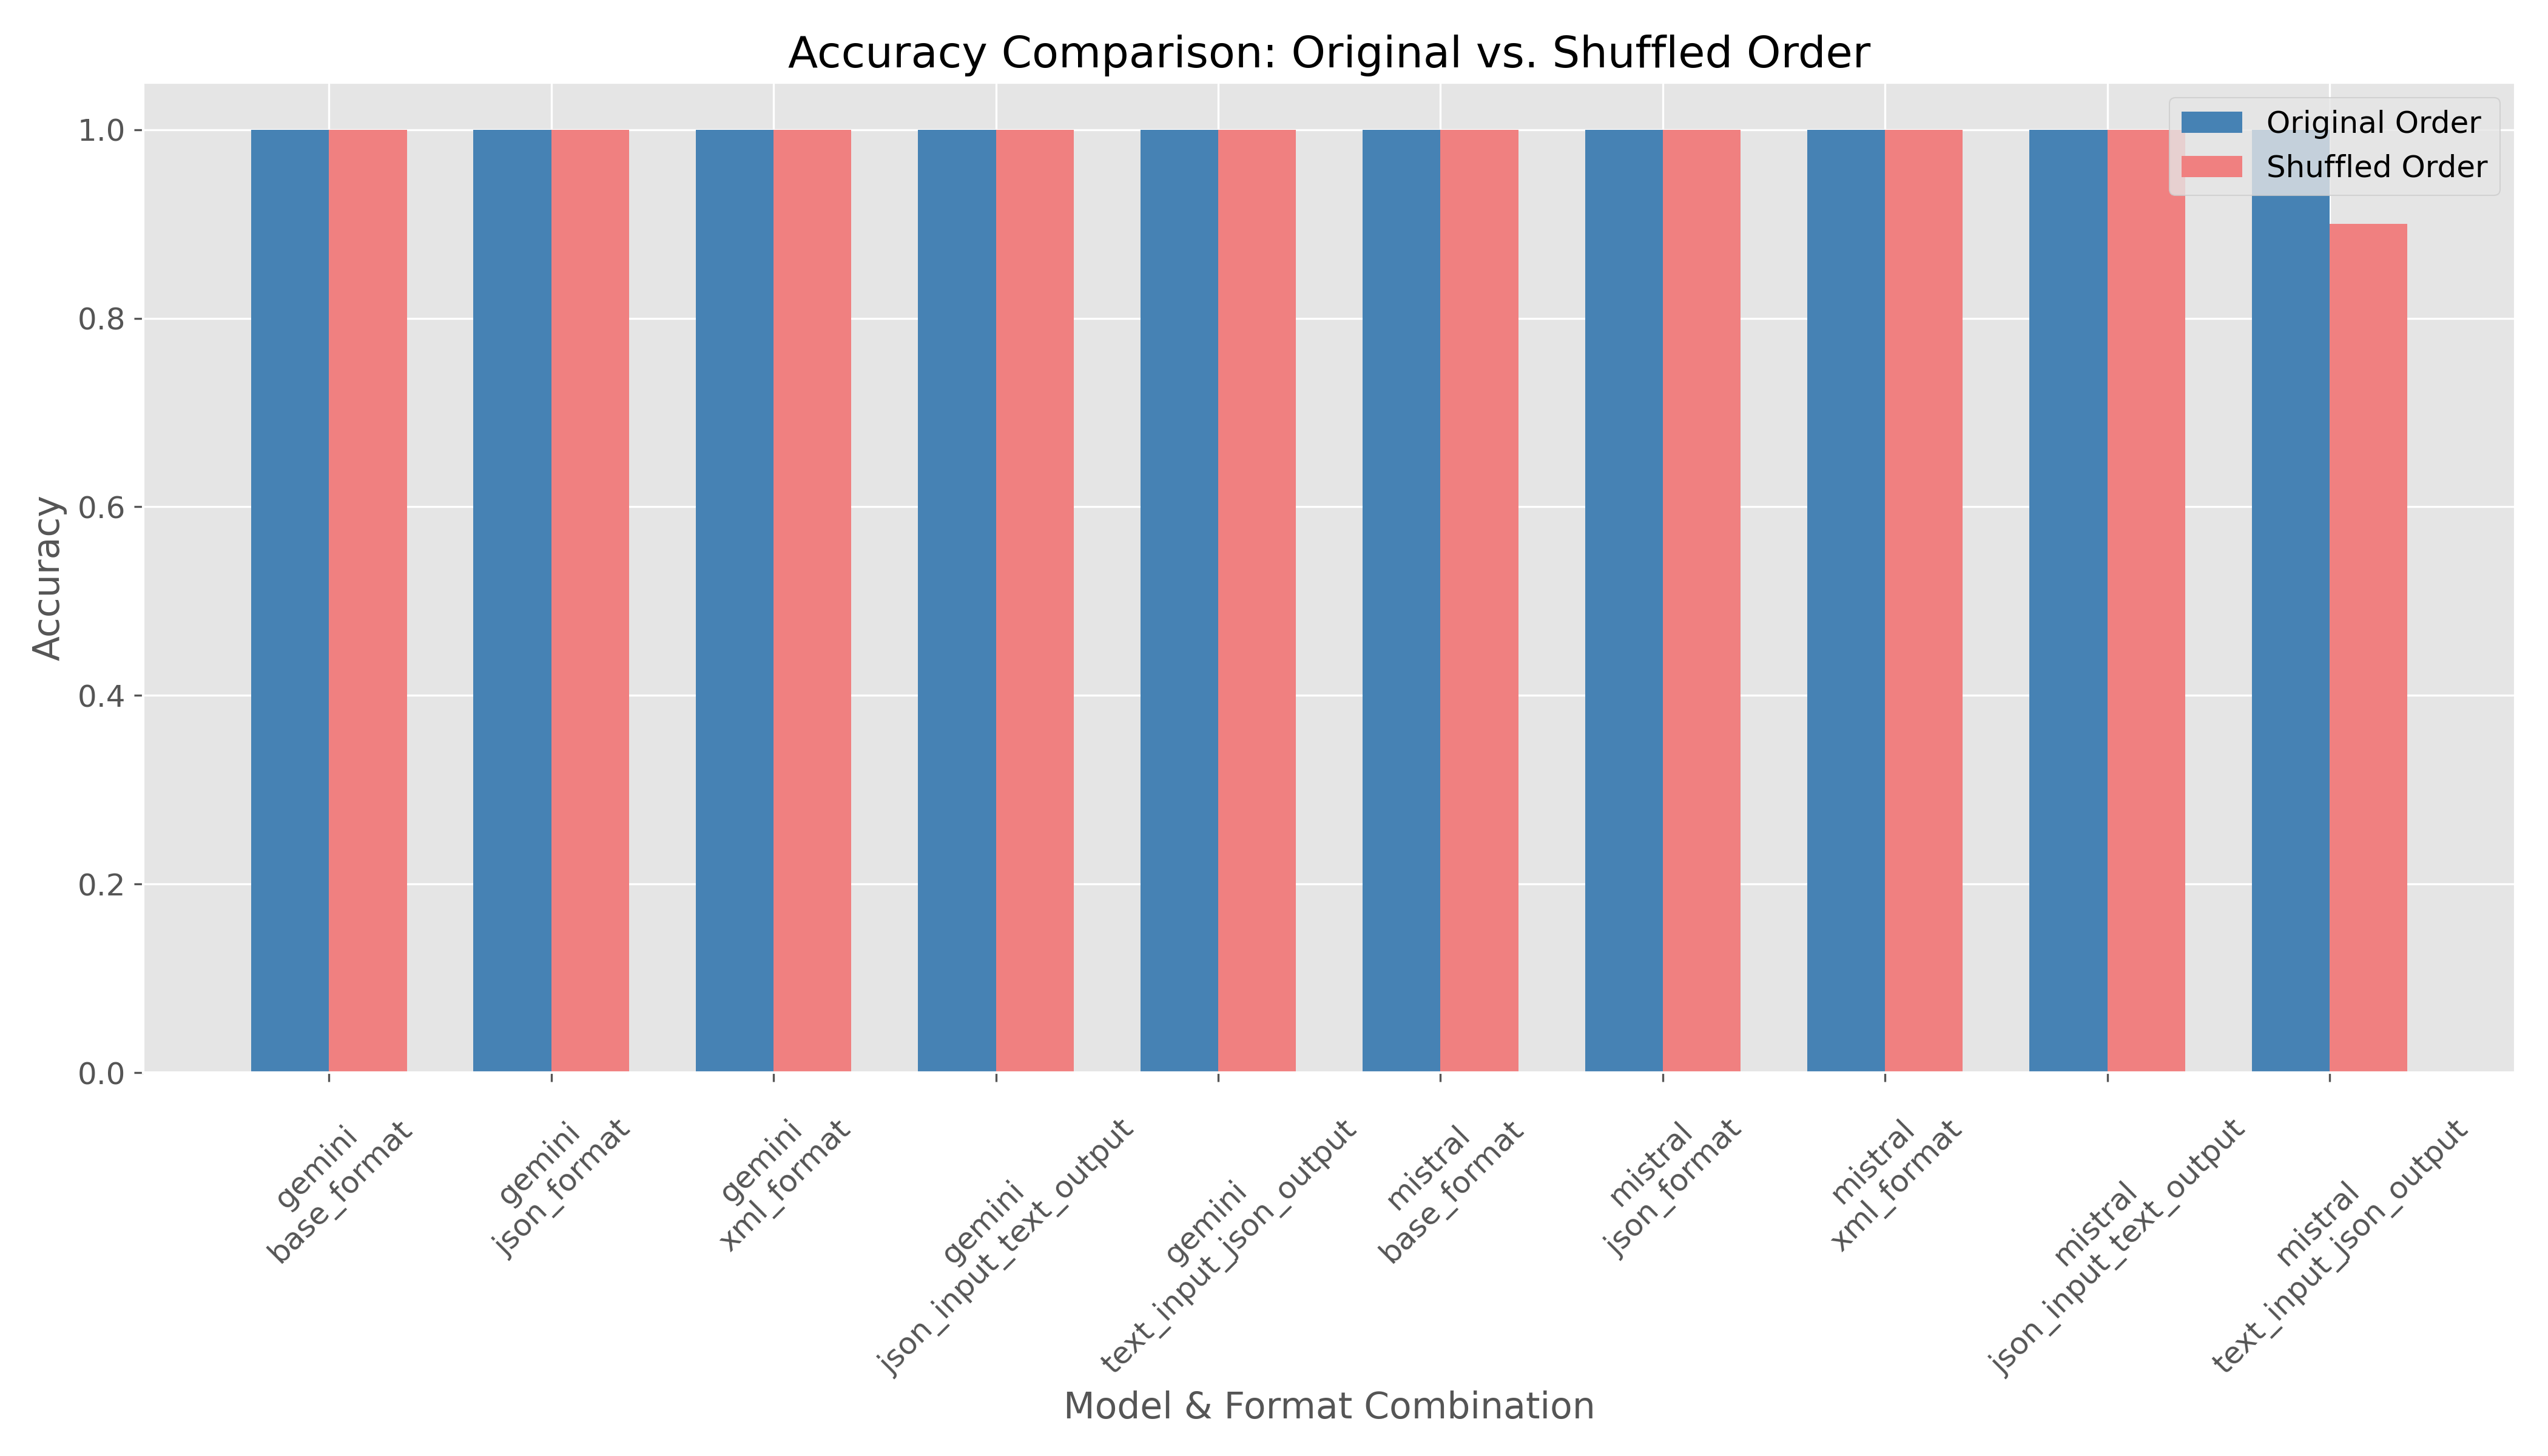 Accuracy Comparison: Original vs. Shuffled Order
Original Order
Shuffled Order
Accuracy
1.0
0.8
0.6
0.4
0.2
0.0
gemini
base_format
gemini
json_format
gemini
xml_format
gemini
json_input_text_output
gemini
text_input_json_output
mistral
base_format
mistral
json_format
mistral
xml_format
mistral
json_input_text_output
mistral
text_input_json_output
Model & Format Combination